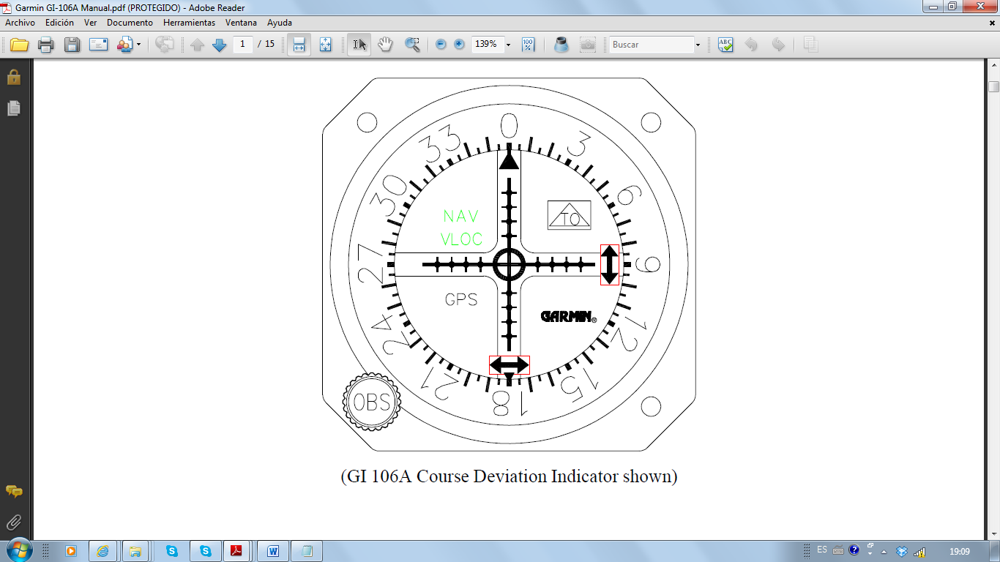 Garmin GI-106A Manual.pdf (PROTEGIDO) - Adobe Reader
Archivo Edición Ver Documento Herramientas Ventana Ayuda
1 / 15 139% 100 % Buscar ABC
0
33 3
30 6
NAV TO
VLOC
27 9
GPS
GARMIN®
24 12
21 15
18
OBS
(GI 106A Course Deviation Indicator shown)
W ES ? 19:09